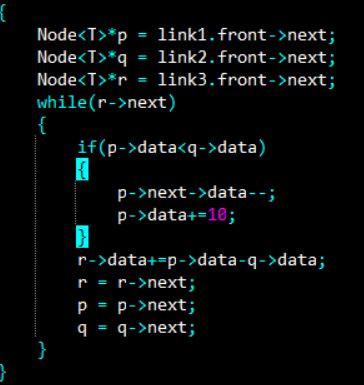 {
    Node<T>*p = link1.front->next;
    Node<T>*q = link2.front->next;
    Node<T>*r = link3.front->next;
    while(r->next)
    {
        if(p->data<q->data)
        {
            p->next->data--;
            p->data+=10;
        }
        r->data+=p->data-q->data;
        r = r->next;
        p = p->next;
        q = q->next;
    }
}